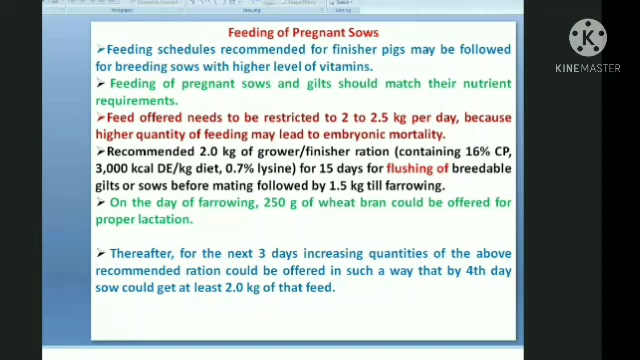 Feeding of Pregnant Sows
➢Feeding schedules recommended for finisher pigs may be followed
for breeding sows with higher level of vitamins.
➢ Feeding of pregnant sows and gilts should match their nutrient
requirements.
➢Feed offered needs to be restricted to 2 to 2.5 kg per day, because
higher quantity of feeding may lead to embryonic mortality.
➢Recommended 2.0 kg of grower/finisher ration (containing 16% CP,
3,000 kcal DE/kg diet, 0.7% lysine) for 15 days for flushing of breedable
gilts or sows before mating followed by 1.5 kg till farrowing.
➢ On the day of farrowing, 250 g of wheat bran could be offered for
proper lactation.
➢ Thereafter, for the next 3 days increasing quantities of the above
recommended ration could be offered in such a way that by 4th day
sow could get at least 2.0 kg of that feed.
KINEMASTER
Paragraph
Drawing
Editing
Shape Effects
Select